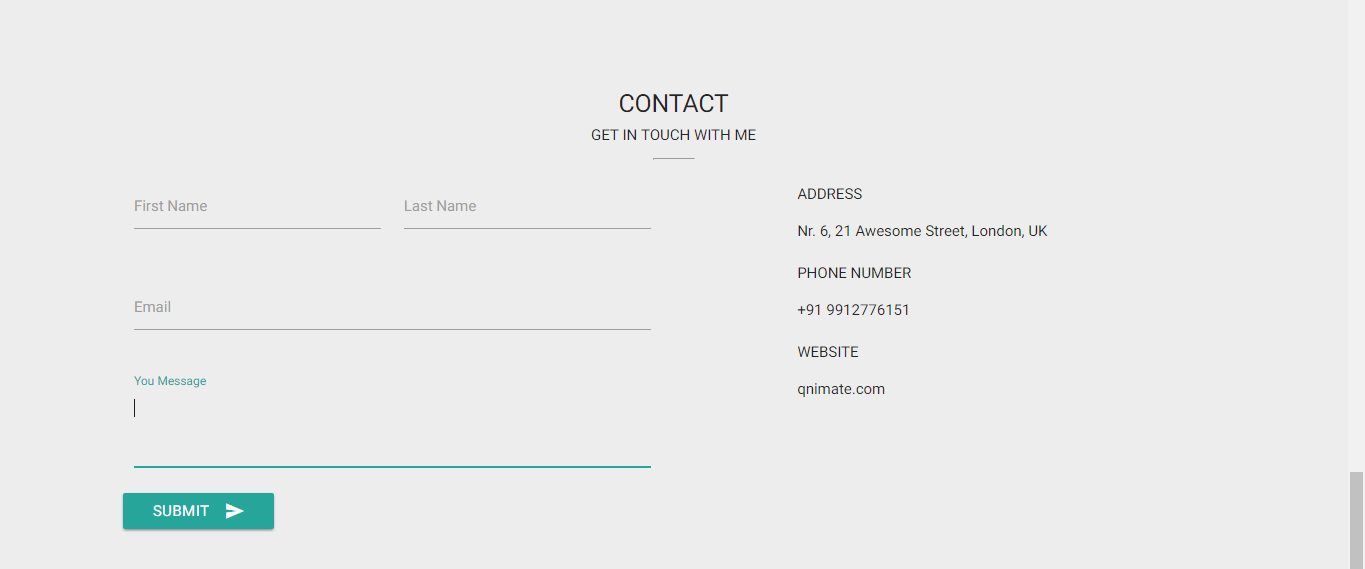 CONTACT
GET IN TOUCH WITH ME
First Name
Last Name
Email
You Message
SUBMIT
ADDRESS
Nr. 6, 21 Awesome Street, London, UK
PHONE NUMBER
+91 9912776151
WEBSITE
qnimate.com